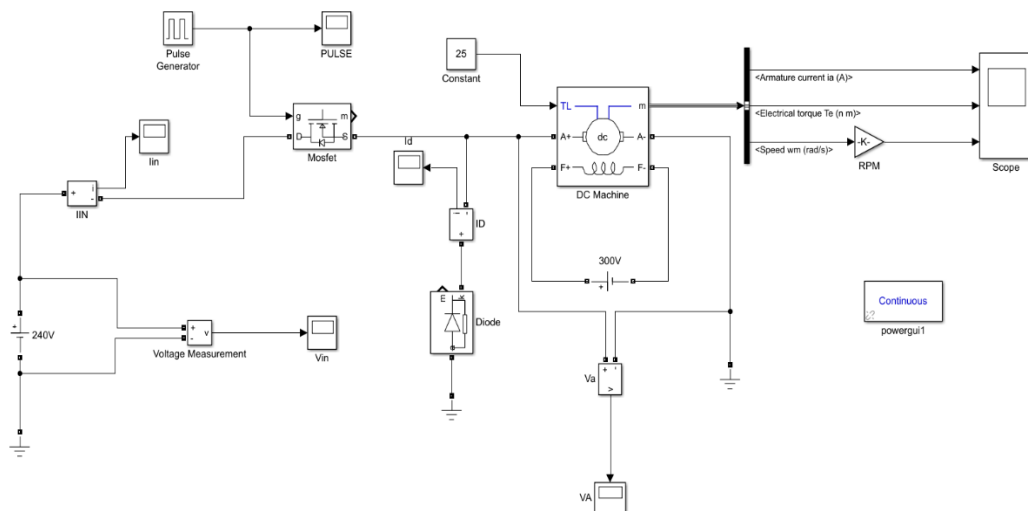 Pulse
Generator
PULSE
25
Constant
g
m
D
S
Mosfet
Iin
i
+
-
IIN
Id
ID
+
-
TL
m
A+
dc
A-
F+
F-
DC Machine
<Armature current ia (A)>
<Electrical torque Te (n m)>
<Speed wm (rad/s)>
-K-
RPM
Scope
300V
+
Continuous
powergui1
Diode
+
240V
+
-
v
Voltage Measurement
Vin
Va
+
-
v
VA